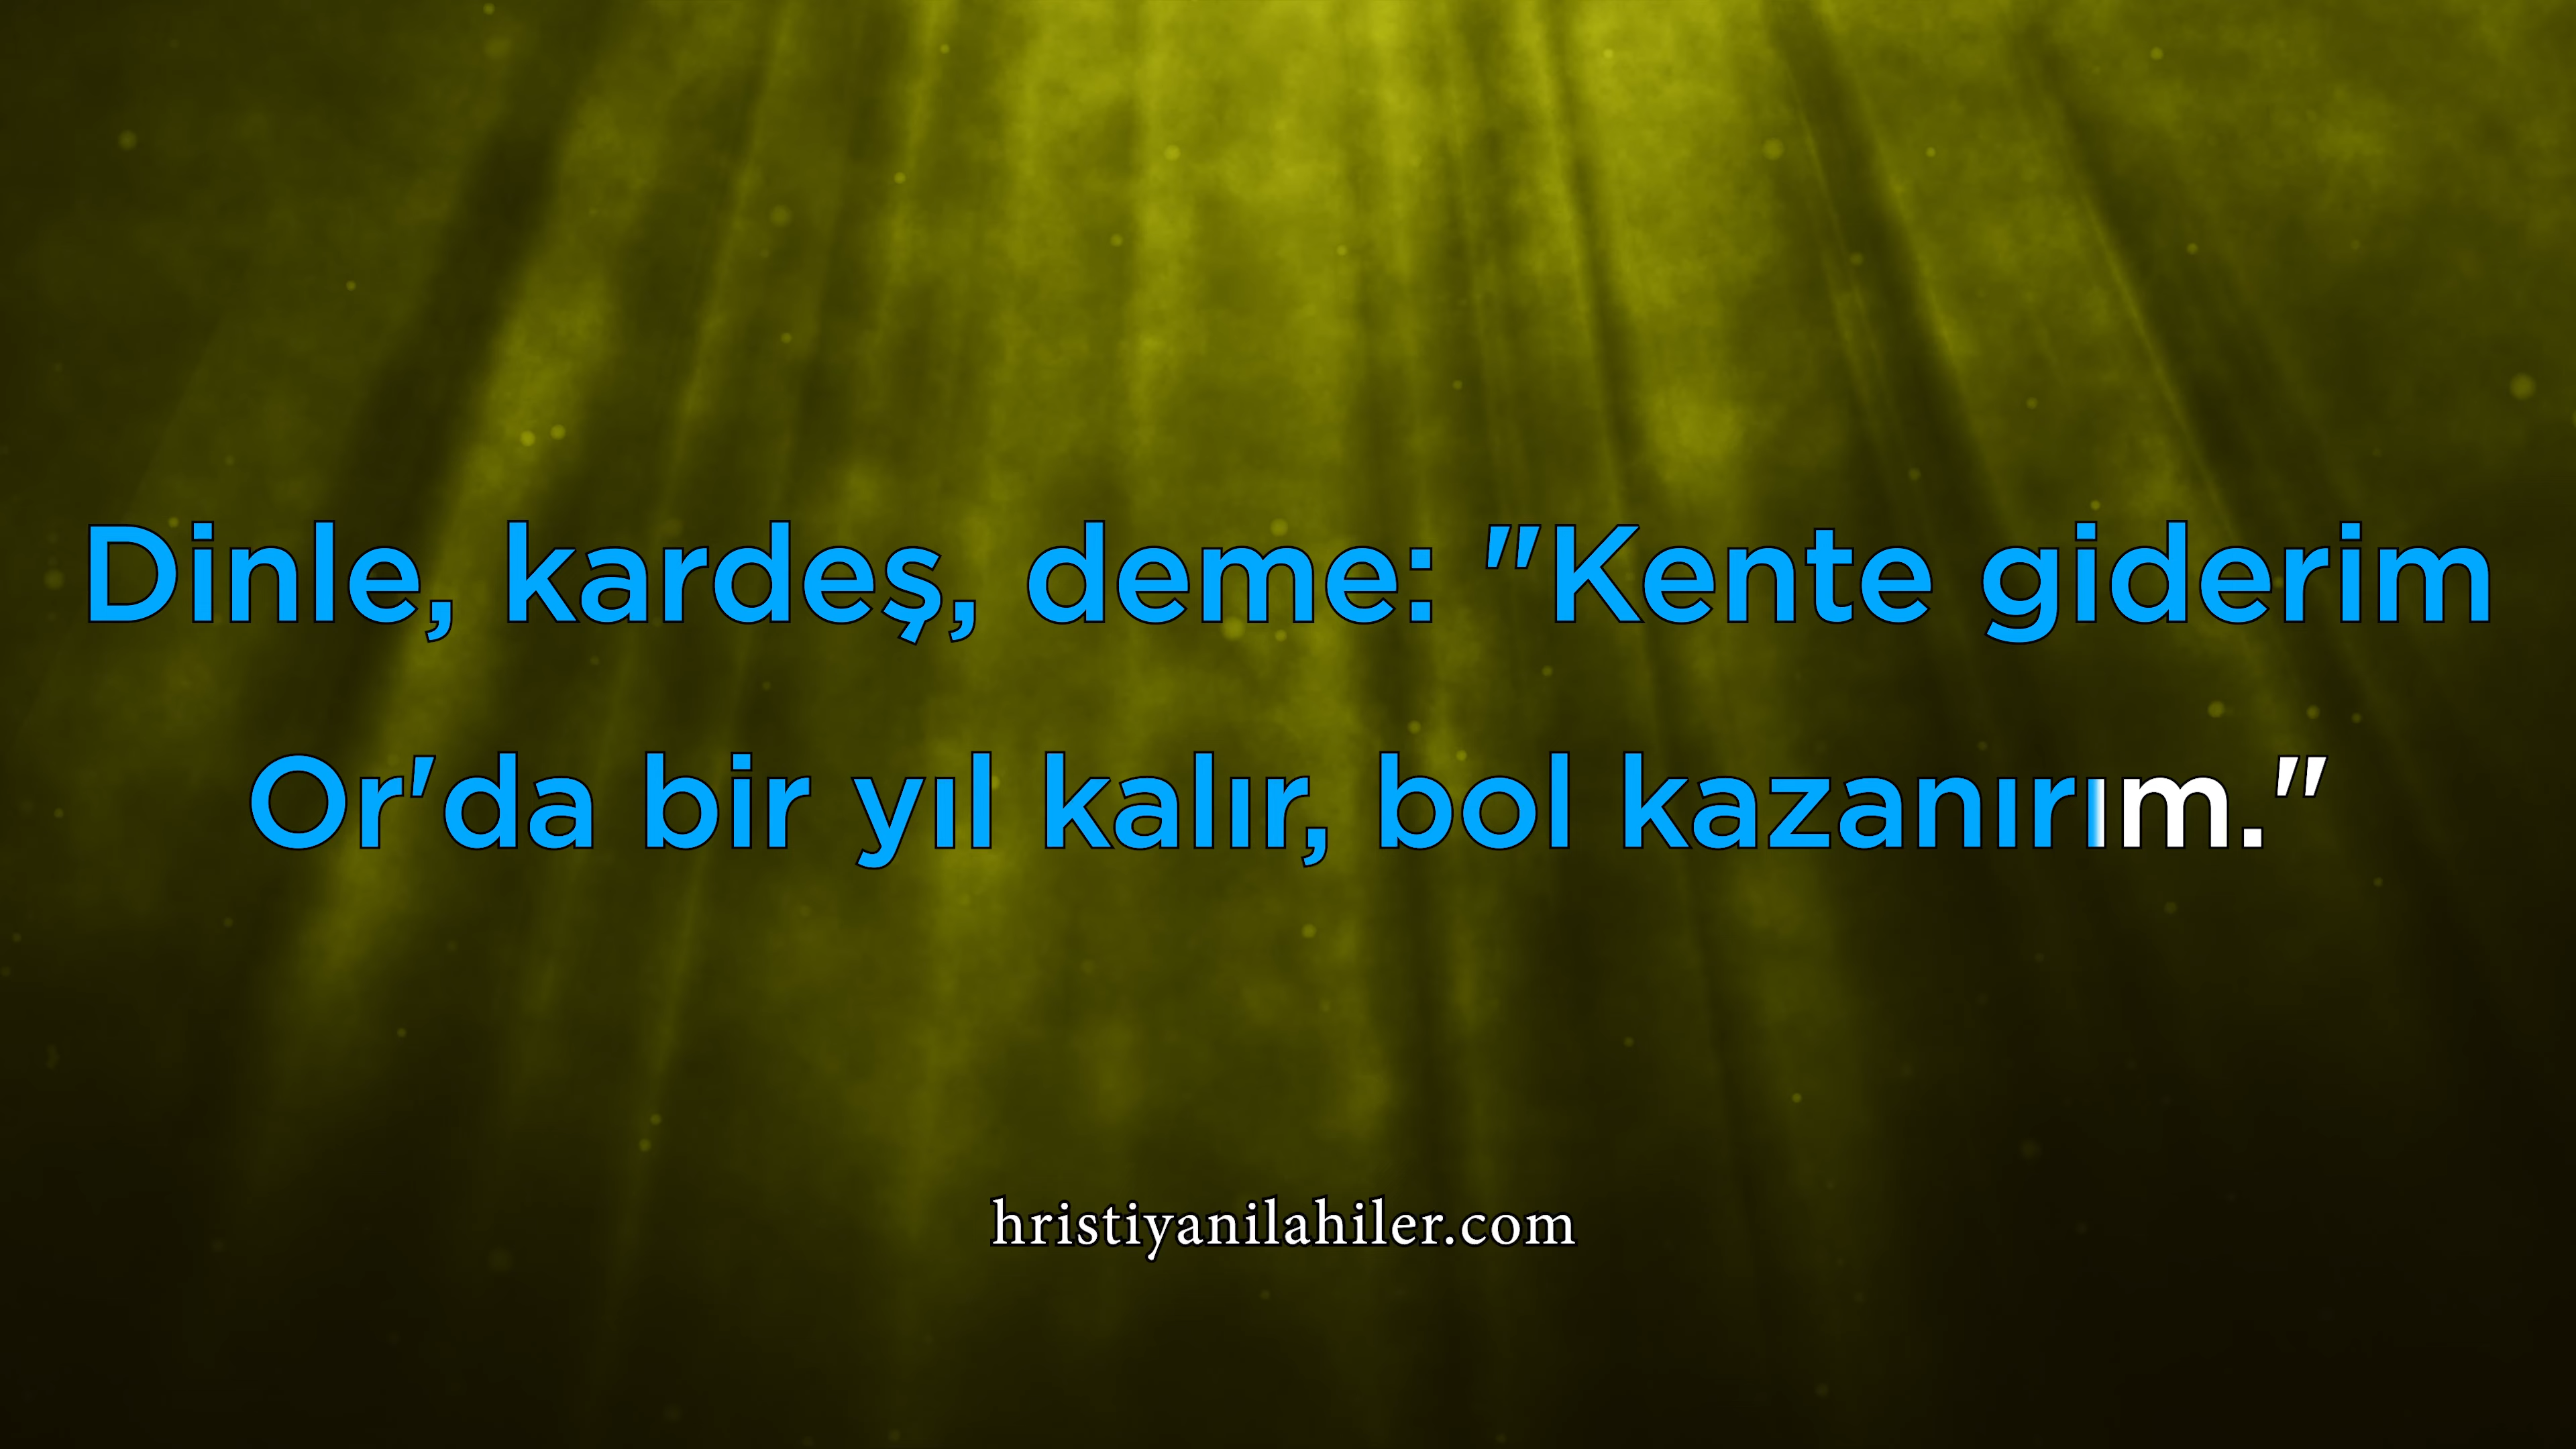 Dinle, kardeş, deme: "Kente giderim
Or'da bir yıl kalır, bol kazanırım."
hristiyanilahiler.com